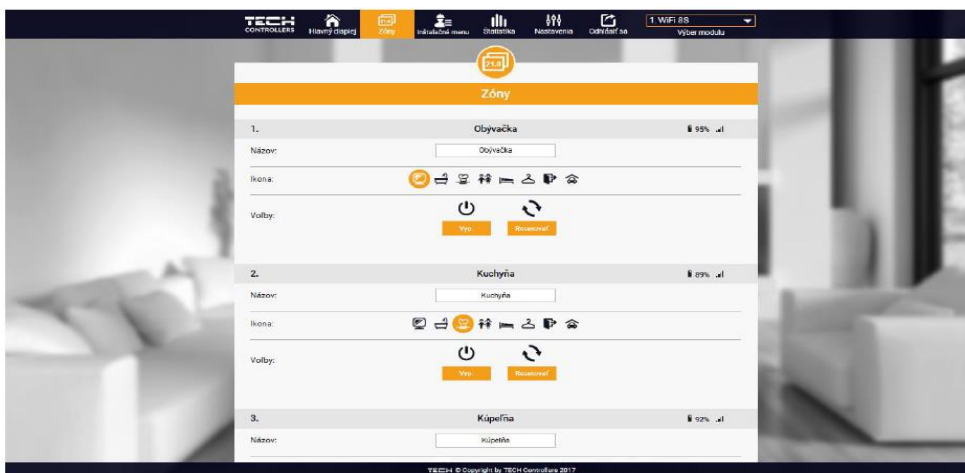 TECH CONTROLLERS
Hlavný displej
Zóny
Inštalačné menu
Štatistika
Nastavenia
Odhlásiť sa
1. WiFi 8S
Výber modulu
21.0
Zóny
1. Obývačka 95%
Názov: Obývačka
Ikona:
Voľby:
Vyp. Resetovať
2. Kuchyňa 89%
Názov: Kuchyňa
Ikona:
Voľby:
Vyp. Resetovať
3. Kúpeľňa 92%
Názov: Kúpeľňa
TECH © Copyright by TECH Controllers 2017